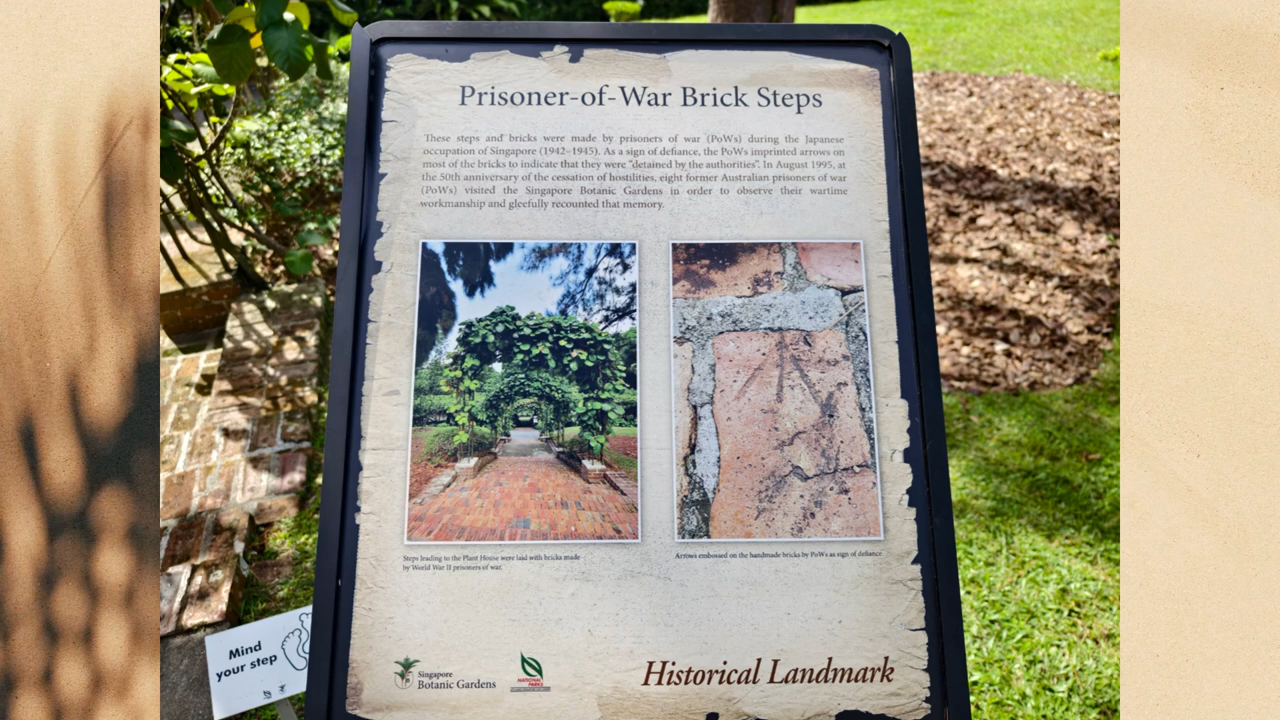 Prisoner-of-War Brick Steps
These steps and bricks were made by prisoners of war (PoWs) during the Japanese
occupation of Singapore (1942–1945). As a sign of defiance, the PoWs imprinted arrows on
most of the bricks to indicate that they were "detained by the authorities". In August 1995, at
the 50th anniversary of the cessation of hostilities, eight former Australian prisoners of war
(PoWs) visited the Singapore Botanic Gardens in order to observe their wartime
workmanship and gleefully recounted that memory.
Steps leading to the Plant House were laid with bricks made
by World War II prisoners of war.
Arrows embossed on the handmade bricks by PoWs as sign of defiance
Mind
your step
Singapore
Botanic Gardens
NATIONAL
PARKS
Historical Landmark